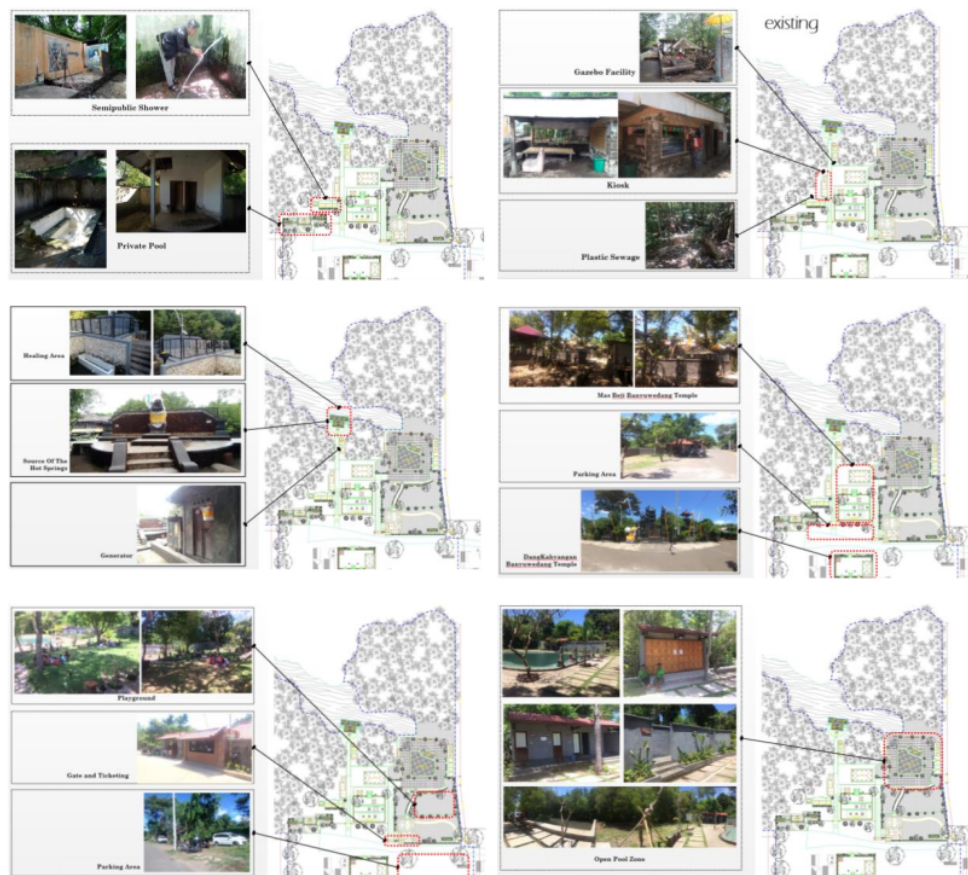 Semipublic Shower
Private Pool
existing
Gazebo Facility
Kiosk
Plastic Sewage
Healing Area
Source Of The
Hot Springs
Generator
Mas Beji Banyuwedang Temple
Parking Area
DangKahyangan
Banyuwedang Temple
Playground
Gate and Ticketing
Parking Area
Open Pool Zone